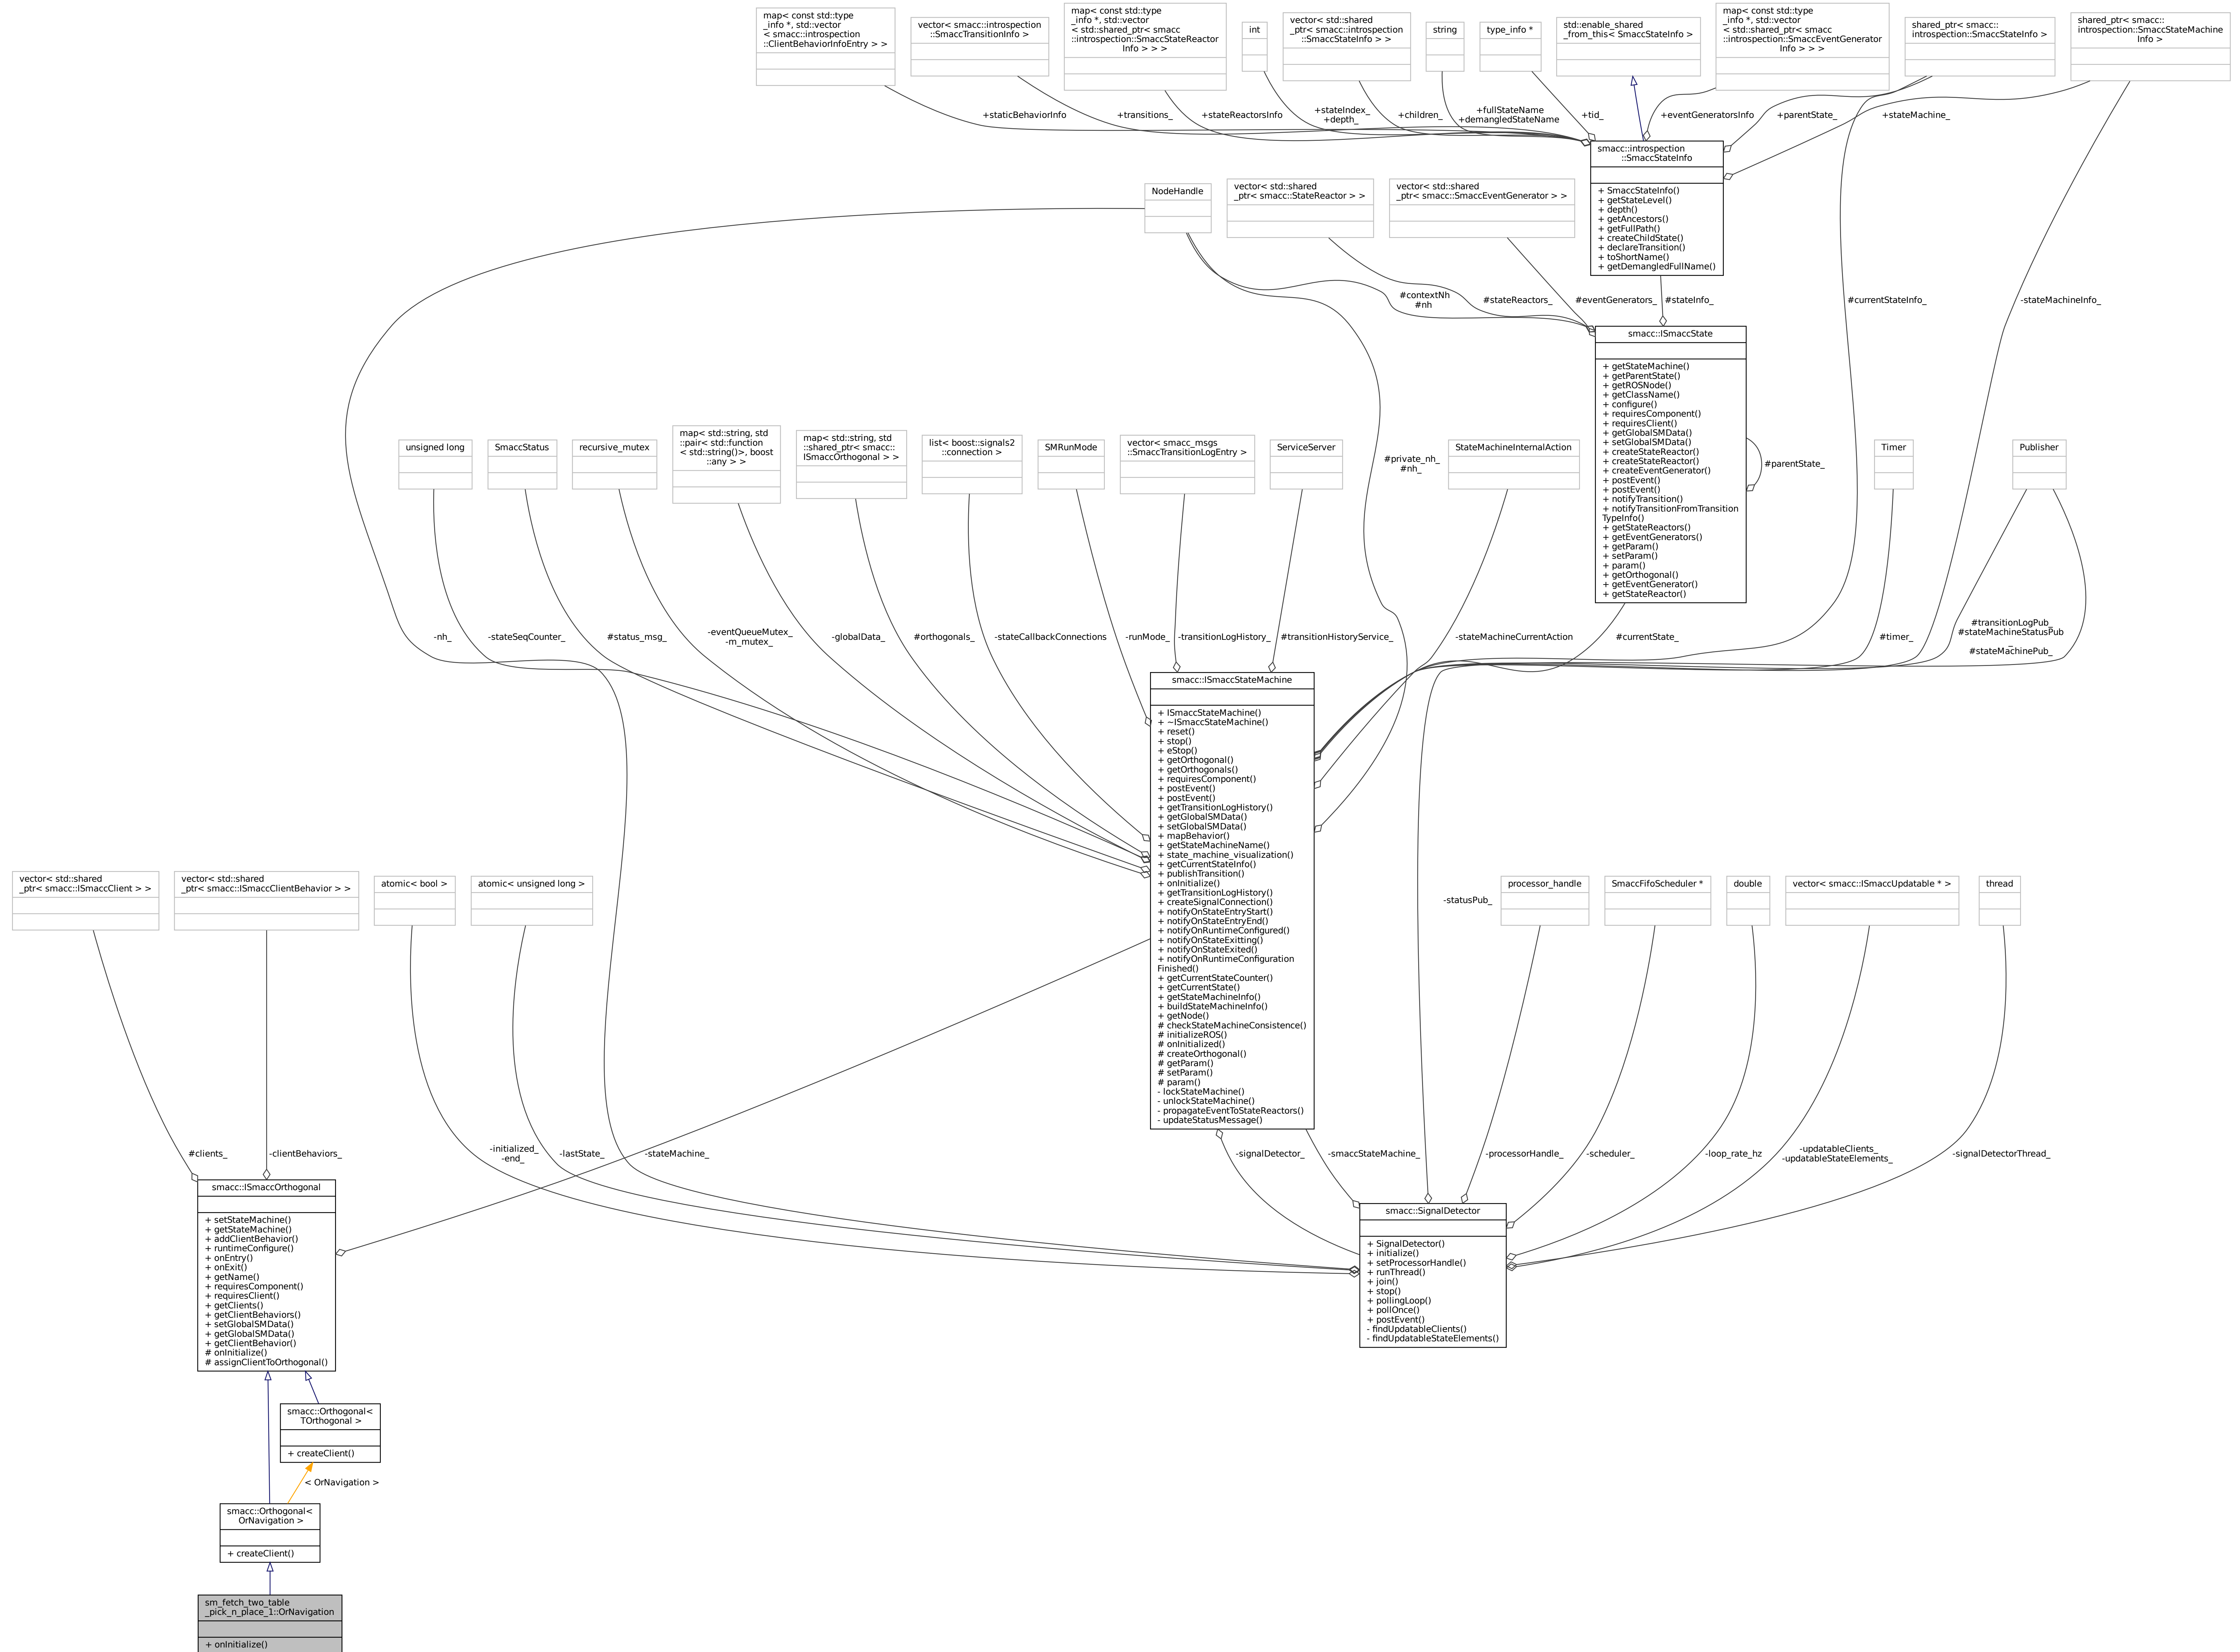 map< const std::type
_info *, std::vector
< smacc::introspection
::ClientBehaviorInfoEntry > >
vector< smacc::introspection
::SmaccTransitionInfo >
map< const std::type
_info *, std::vector
< std::shared_ptr< smacc
::introspection::SmaccStateReactor
Info > > >
int
vector< std::shared
_ptr< smacc::introspection
::SmaccStateInfo > >
string
type_info *
std::enable_shared
_from_this< SmaccStateInfo >
map< const std::type
_info *, std::vector
< std::shared_ptr< smacc
::introspection::SmaccEventGenerator
Info > > >
shared_ptr< smacc::
introspection::SmaccStateInfo >
shared_ptr< smacc::
introspection::SmaccStateMachine
Info >
+staticBehaviorInfo
+transitions_
+stateReactorsInfo
+stateIndex_
+depth_
+children_
+fullStateName
+demangledStateName
+tid_
+eventGeneratorsInfo
+parentState_
+stateMachine_
smacc::introspection
::SmaccStateInfo
+ SmaccStateInfo()
+ getStateLevel()
+ depth()
+ getAncestors()
+ getFullPath()
+ createChildState()
+ declareTransition()
+ toShortName()
+ getDemangledFullName()
NodeHandle
vector< std::shared
_ptr< smacc::StateReactor > >
vector< std::shared
_ptr< smacc::SmaccEventGenerator > >
#contextNh
#nh
#stateReactors_
#eventGenerators_
#stateInfo_
#currentStateInfo_
-stateMachineInfo_
smacc::ISmaccState
+ getStateMachine()
+ getParentState()
+ getROSNode()
+ getClassName()
+ configure()
+ requiresComponent()
+ requiresClient()
+ getGlobalSMData()
+ setGlobalSMData()
+ createStateReactor()
+ createStateReactor()
+ createEventGenerator()
+ postEvent()
+ postEvent()
+ notifyTransition()
+ notifyTransitionFromTransition
TypeInfo()
+ getStateReactors()
+ getEventGenerators()
+ getParam()
+ setParam()
+ param()
+ getOrthogonal()
+ getEventGenerator()
+ getStateReactor()
#parentState_
unsigned long
SmaccStatus
recursive_mutex
map< std::string, std
::pair< std::function
< std::string()>, boost
::any > >
map< std::string, std
::shared_ptr< smacc::
ISmaccOrthogonal > >
list< boost::signals2
::connection >
SMRunMode
vector< smacc_msgs
::SmaccTransitionLogEntry >
ServiceServer
#private_nh_
#nh_
StateMachineInternalAction
Timer
Publisher
-nh_
-stateSeqCounter_
#status_msg_
-eventQueueMutex_
-m_mutex_
-globalData_
#orthogonals_
-stateCallbackConnections
-runMode_
-transitionLogHistory_
#transitionHistoryService_
-stateMachineCurrentAction
#currentState_
#timer_
#transitionLogPub_
#stateMachineStatusPub
_
#stateMachinePub_
smacc::ISmaccStateMachine
+ ISmaccStateMachine()
+ ~ISmaccStateMachine()
+ reset()
+ stop()
+ eStop()
+ getOrthogonal()
+ getOrthogonals()
+ requiresComponent()
+ postEvent()
+ postEvent()
+ getTransitionLogHistory()
+ getGlobalSMData()
+ setGlobalSMData()
+ mapBehavior()
+ getStateMachineName()
+ state_machine_visualization()
+ getCurrentStateInfo()
+ publishTransition()
+ onInitialize()
+ getTransitionLogHistory()
+ createSignalConnection()
+ notifyOnStateEntryStart()
+ notifyOnStateEntryEnd()
+ notifyOnRuntimeConfigured()
+ notifyOnStateExitting()
+ notifyOnStateExited()
+ notifyOnRuntimeConfiguration
Finished()
+ getCurrentStateCounter()
+ getCurrentState()
+ getStateMachineInfo()
+ buildStateMachineInfo()
+ getNode()
# checkStateMachineConsistence()
# initializeROS()
# onInitialized()
# createOrthogonal()
# getParam()
# setParam()
# param()
- lockStateMachine()
- unlockStateMachine()
- propagateEventToStateReactors()
- updateStatusMessage()
vector< std::shared
_ptr< smacc::ISmaccClient > >
vector< std::shared
_ptr< smacc::ISmaccClientBehavior > >
atomic< bool >
atomic< unsigned long >
-statusPub_
processor_handle
SmaccFifoScheduler *
double
vector< smacc::ISmaccUpdatable * >
thread
#clients_
-clientBehaviors_
-initialized_
-end_
-lastState_
-stateMachine_
-signalDetector_
-smaccStateMachine_
-processorHandle_
-scheduler_
-loop_rate_hz
-updatableClients_
-updatableStateElements_
-signalDetectorThread_
smacc::ISmaccOrthogonal
+ setStateMachine()
+ getStateMachine()
+ addClientBehavior()
+ runtimeConfigure()
+ onEntry()
+ onExit()
+ getName()
+ requiresComponent()
+ requiresClient()
+ getClients()
+ getClientBehaviors()
+ setGlobalSMData()
+ getGlobalSMData()
+ getClientBehavior()
# onInitialize()
# assignClientToOrthogonal()
smacc::SignalDetector
+ SignalDetector()
+ initialize()
+ setProcessorHandle()
+ runThread()
+ join()
+ stop()
+ pollingLoop()
+ pollOnce()
+ postEvent()
- findUpdatableClients()
- findUpdatableStateElements()
smacc::Orthogonal<
TOrthogonal >
+ createClient()
< OrNavigation >
smacc::Orthogonal<
OrNavigation >
+ createClient()
sm_fetch_two_table
_pick_n_place_1::OrNavigation
+ onInitialize()